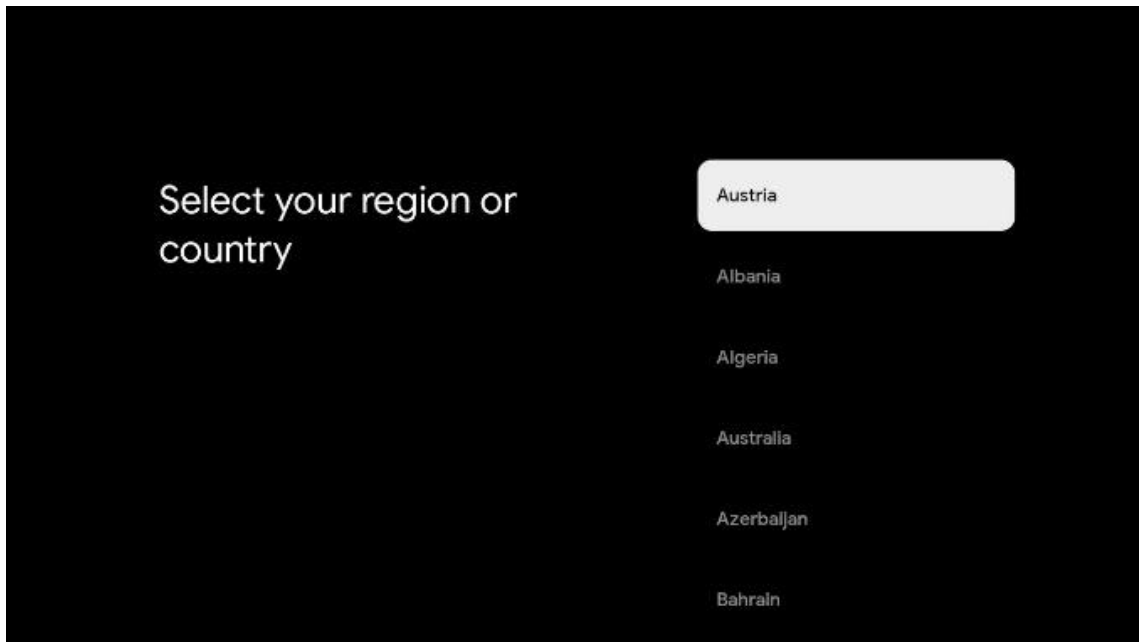 Select your region or
country
Austria
Albania
Algeria
Australia
Azerbaijan
Bahrain